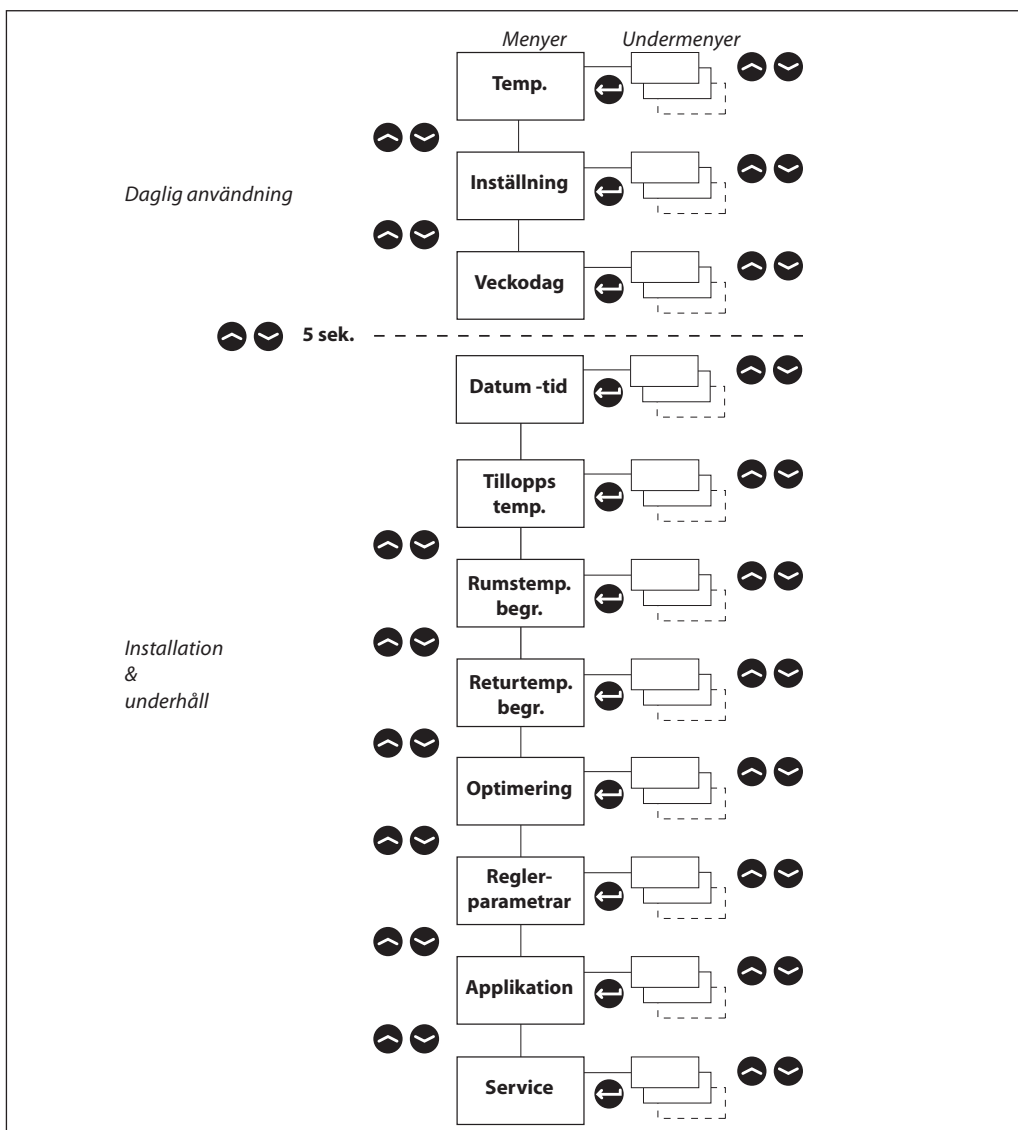 Menyer Undermenyer
Temp.
Daglig användning
Inställning
Veckodag
5 sek.
Datum -tid
Tillopps
temp.
Rumstemp.
begr.
Installation
&
underhåll
Returtemp.
begr.
Optimering
Regler-
parametrar
Applikation
Service